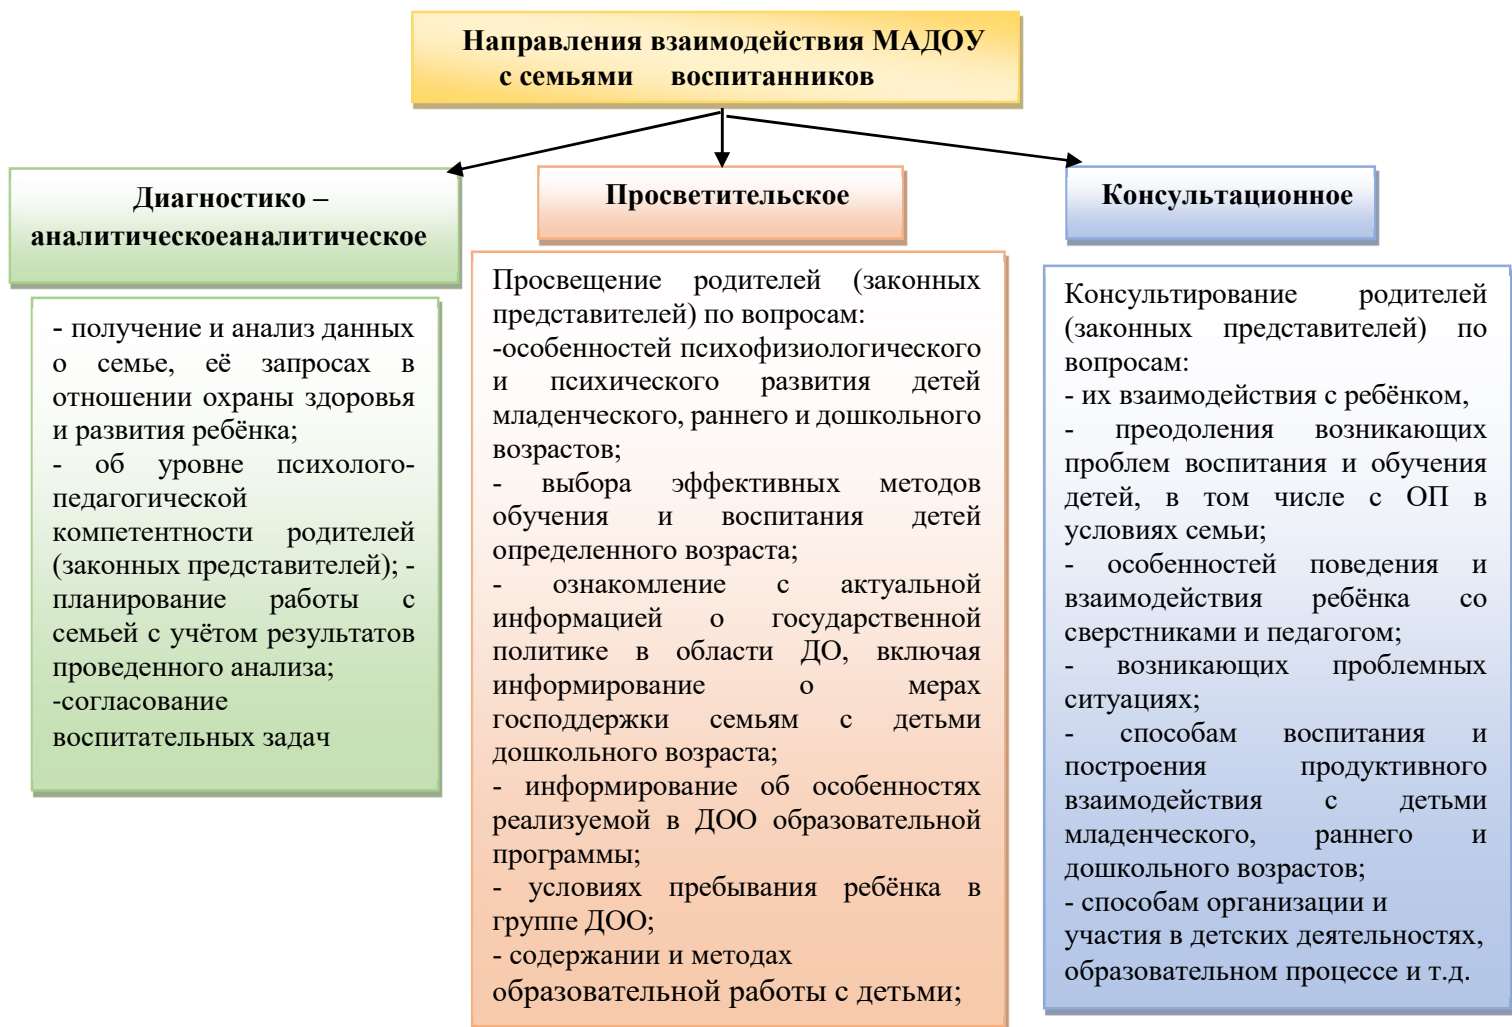 Направления взаимодействия МАДОУ
с семьями воспитанников
Диагностико –
аналитическоеаналитическое
- получение и анализ данных
о семье, её запросах в
отношении охраны здоровья
и развития ребёнка;
- об уровне психолого-
педагогической
компетентности родителей
(законных представителей); -
планирование работы с
семьей с учётом результатов
проведенного анализа;
-согласование
воспитательных задач
Просветительское
Просвещение родителей (законных
представителей) по вопросам:
-особенностей психофизиологического
и психического развития детей
младенческого, раннего и дошкольного
возрастов;
- выбора эффективных методов
обучения и воспитания детей
определенного возраста;
- ознакомление с актуальной
информацией о государственной
политике в области ДО, включая
информирование о мерах
господдержки семьям с детьми
дошкольного возраста;
- информирование об особенностях
реализуемой в ДОО образовательной
программы;
- условиях пребывания ребёнка в
группе ДОО;
- содержании и методах
образовательной работы с детьми;
Консультационное
Консультирование родителей
(законных представителей) по
вопросам:
- их взаимодействия с ребёнком,
- преодоления возникающих
проблем воспитания и обучения
детей, в том числе с ОП в
условиях семьи;
- особенностей поведения и
взаимодействия ребёнка со
сверстниками и педагогом;
- возникающих проблемных
ситуациях;
- способам воспитания и
построения продуктивного
взаимодействия с детьми
младенческого, раннего и
дошкольного возрастов;
- способам организации и
участия в детских деятельностях,
образовательном процессе и т.д.